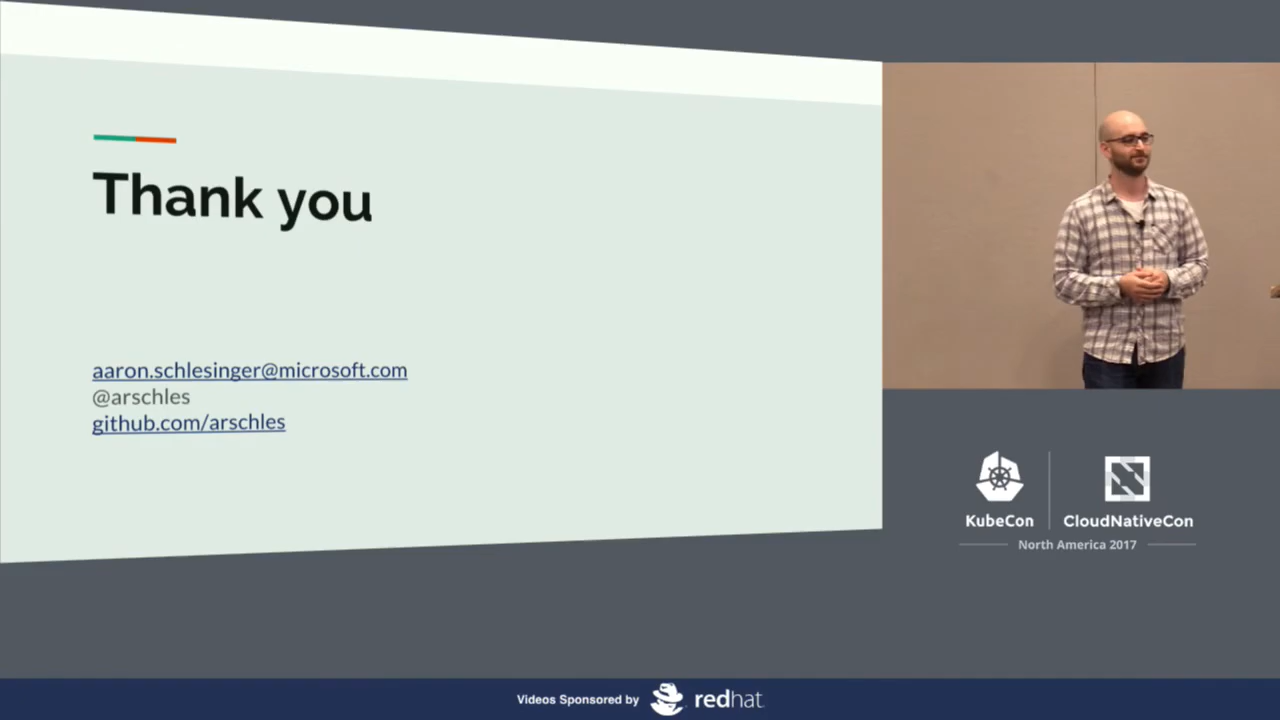 Thank you
aaron.schlesinger@microsoft.com
@arschles
github.com/arschles
KubeCon
CloudNativeCon
North America 2017
Videos Sponsored by
redhat